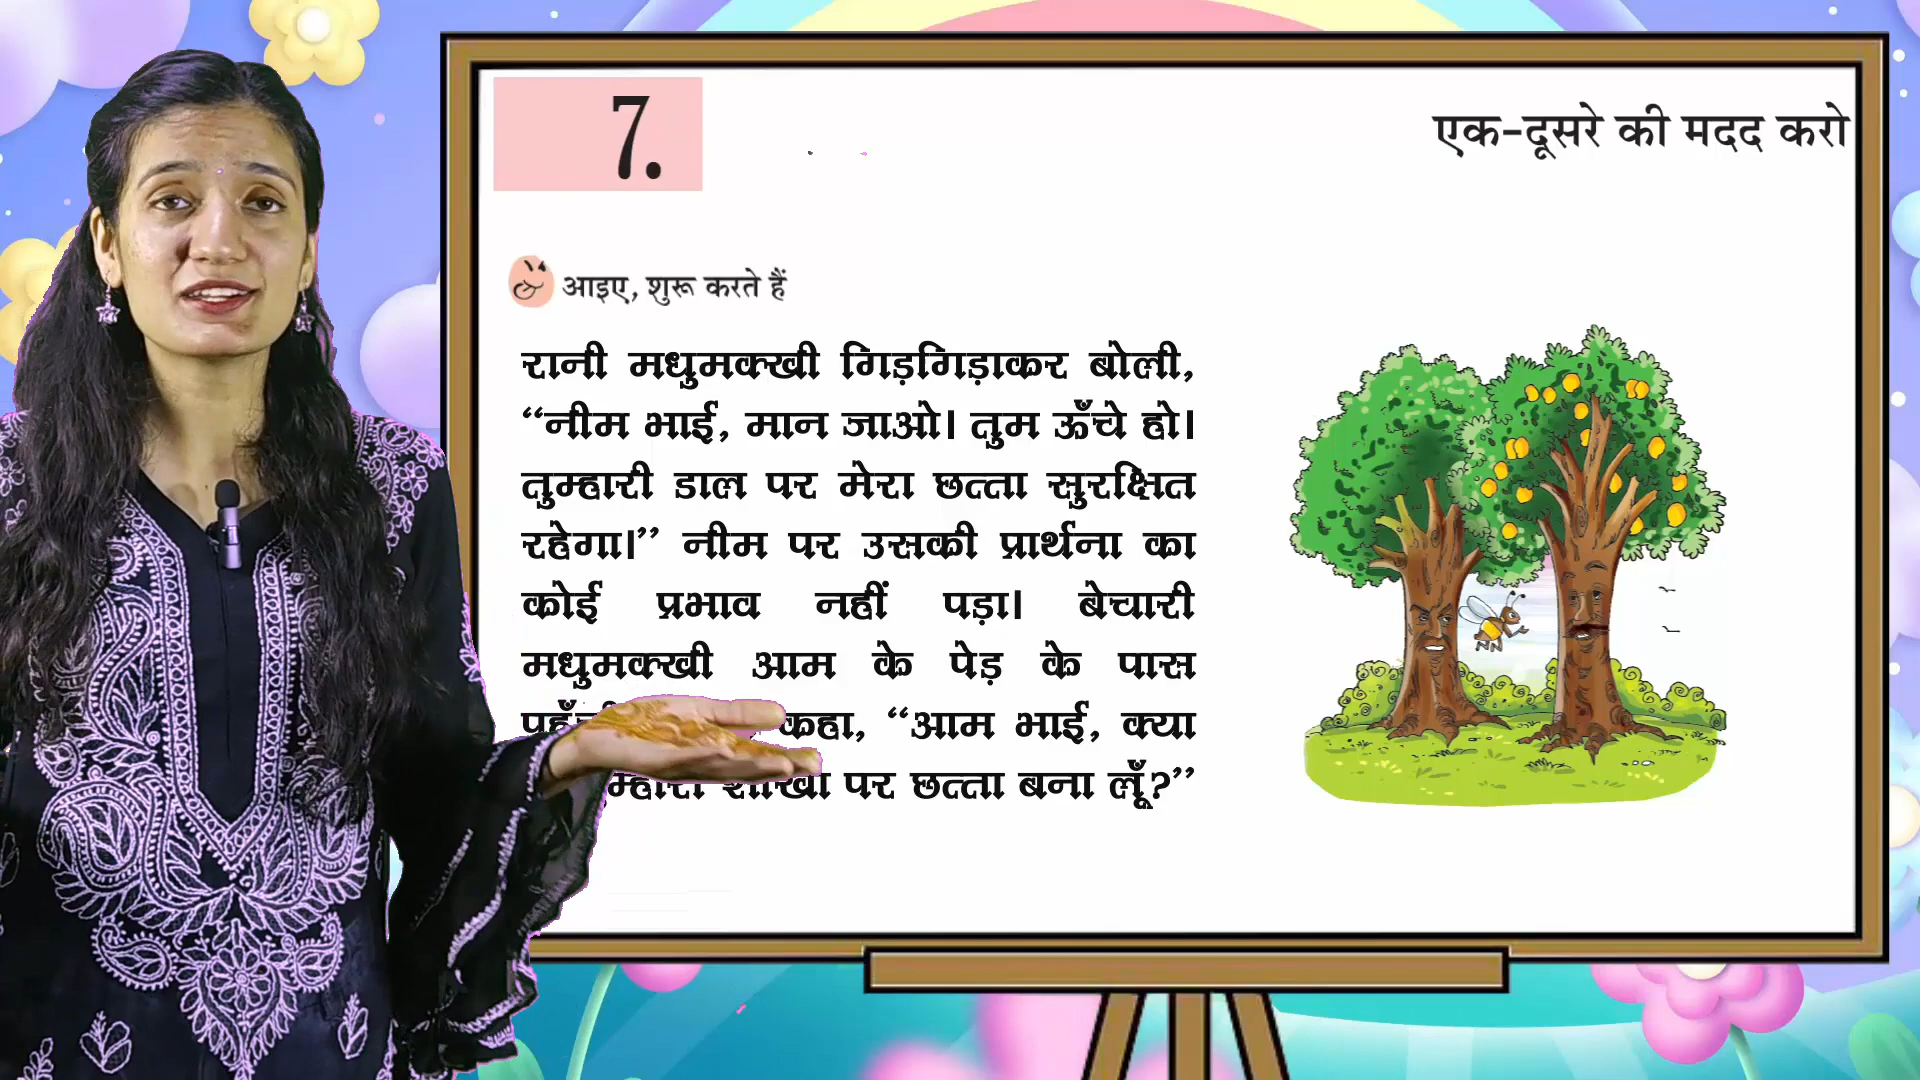 7.
एक-दूसरे की मदद करो
आइए, शुरू करते हैं
रानी मधुमक्खी गिड़गिड़ाकर बोली,
“नीम भाई, मान जाओ। तुम ऊँचे हो।
तुम्हारी डाल पर मेरा छत्ता सुरक्षित
रहेगा।” नीम पर उसकी प्रार्थना का
कोई प्रभाव नहीं पड़ा। बेचारी
मधुमक्खी आम के पेड़ के पास
कहा, “आम भाई, क्या
पर छत्ता बना लूँ?”